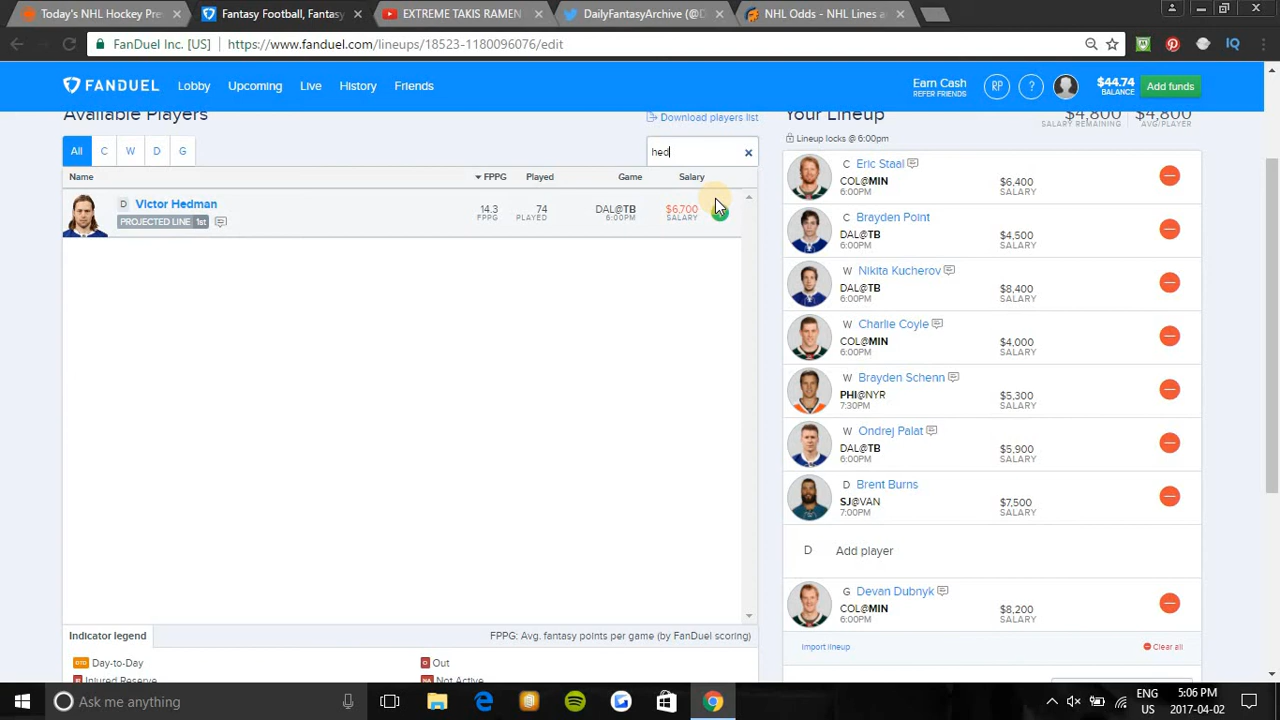 Today's NHL Hockey Pre
Fantasy Football, Fantasy
EXTREME TAKIS RAMEN
DailyFantasyArchive (@D
NHL Odds - NHL Lines a
FanDuel Inc. [US]
https://www.fanduel.com/lineups/18523-1180096076/edit
IQ
FANDUEL
Lobby
Upcoming
Live
History
Friends
Earn Cash
REFER FRIENDS
RP
?
$44.74
BALANCE
Add funds
Available Players
Download players list
Your Lineup
$4,800
SALARY REMAINING
$4,800
AVG/PLAYER
Lineup locks @ 6:00pm
All
C
W
D
G
hed
Name
FPPG
Played
Game
Salary
D Victor Hedman
PROJECTED LINE 1st
14.3
FPPG
74
PLAYED
DAL@TB
6:00PM
$6,700
SALARY
C Eric Staal
COL@MIN
6:00PM
$6,400
SALARY
C Brayden Point
DAL@TB
6:00PM
$4,500
SALARY
W Nikita Kucherov
DAL@TB
6:00PM
$8,400
SALARY
W Charlie Coyle
COL@MIN
6:00PM
$4,000
SALARY
W Brayden Schenn
PHI@NYR
7:30PM
$5,300
SALARY
W Ondrej Palat
DAL@TB
6:00PM
$5,900
SALARY
D Brent Burns
SJ@VAN
7:00PM
$7,500
SALARY
D Add player
G Devan Dubnyk
COL@MIN
6:00PM
$8,200
SALARY
Import lineup
Clear all
Indicator legend
FPPG: Avg. fantasy points per game (by FanDuel scoring)
DTD Day-to-Day
O Out
Injured Reserve
NA Not Active
Ask me anything
ENG
US
5:06 PM
2017-04-02